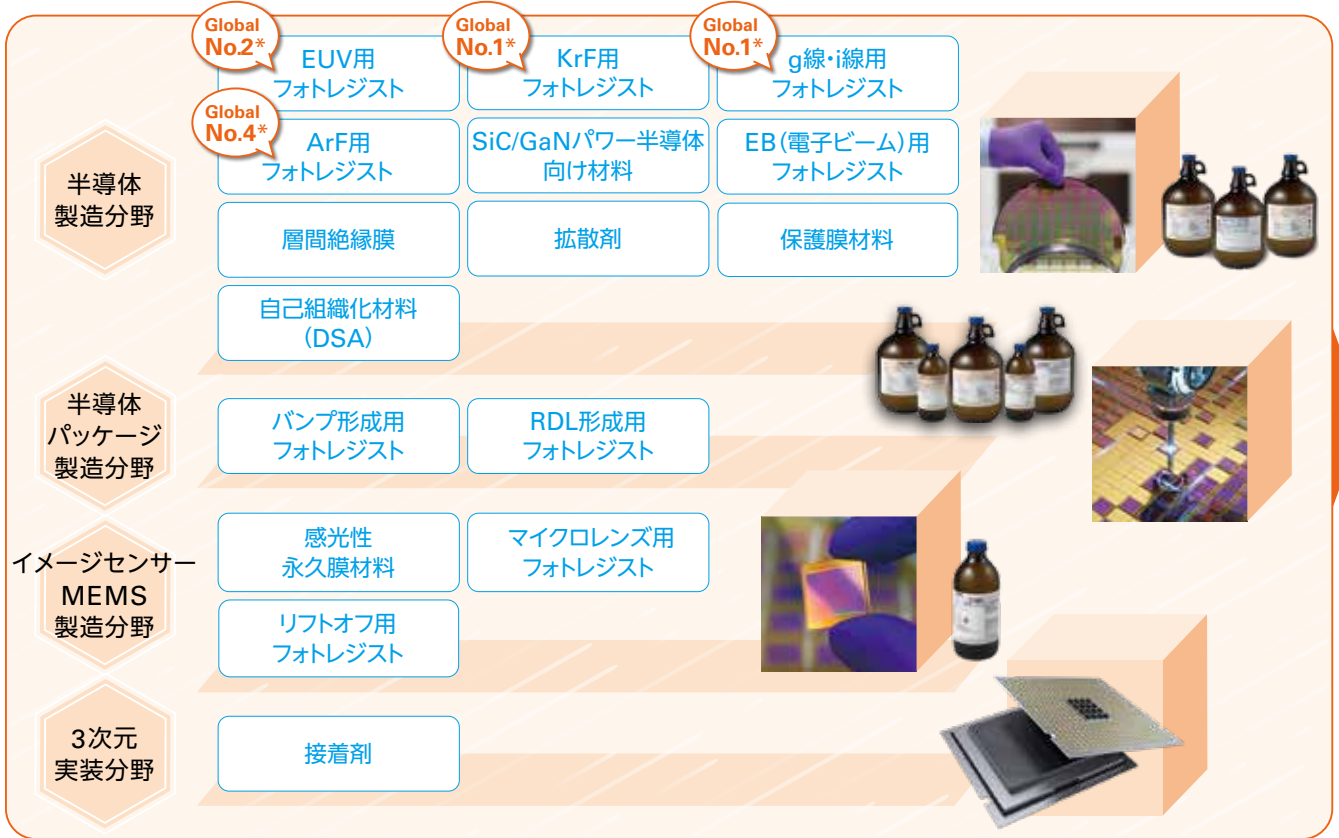 Global
No.2*
EUV用
フォトレジスト
Global
No.1*
KrF用
フォトレジスト
Global
No.1*
g線・i線用
フォトレジスト
Global
No.4*
ArF用
フォトレジスト
SiC/GaNパワー半導体
向け材料
EB(電子ビーム)用
フォトレジスト
半導体
製造分野
層間絶縁膜
拡散剤
保護膜材料
自己組織化材料
(DSA)
半導体
パッケージ
製造分野
バンプ形成用
フォトレジスト
RDL形成用
フォトレジスト
イメージセンサー
MEMS
製造分野
感光性
永久膜材料
マイクロレンズ用
フォトレジスト
リフトオフ用
フォトレジスト
3次元
実装分野
接着剤